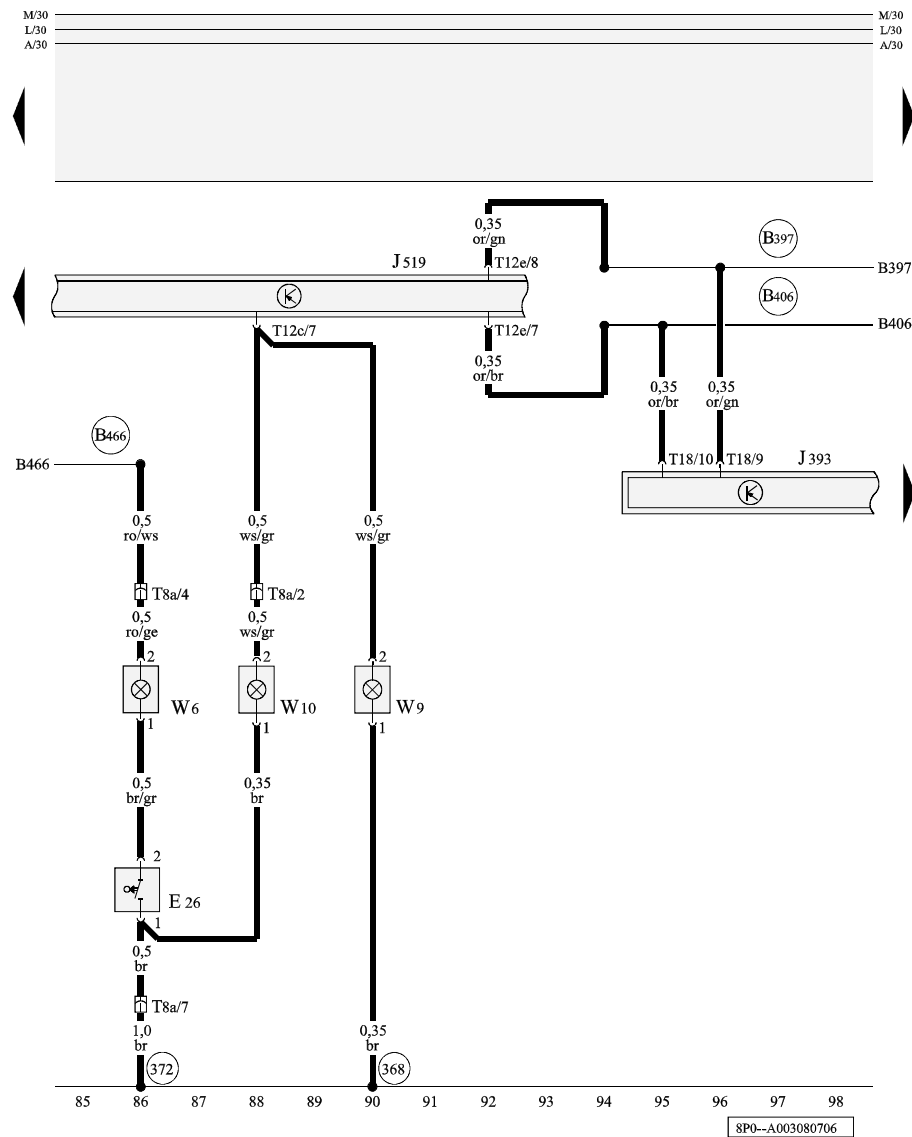 M/30 M/30
L/30 L/30
A/30 A/30
0,35
or/gn
B397
J519 T12e/8
B397
B406
B406
T12c/7 T12e/7
0,35
or/br
0,35 0,35
or/br or/gn
B466
B466
T18/10 T18/9 J393
0,5 0,5 0,5
ro/ws ws/gr ws/gr
T8a/4 T8a/2
0,5 0,5
ro/ge ws/gr
2 2 2
W6 W10 W9
1 1 1
0,5 0,35
br/gr br
2
E26
1
0,5
br
T8a/7
1,0 0,35
br br
372 368
85 86 87 88 89 90 91 92 93 94 95 96 97 98
8P0--A003080706